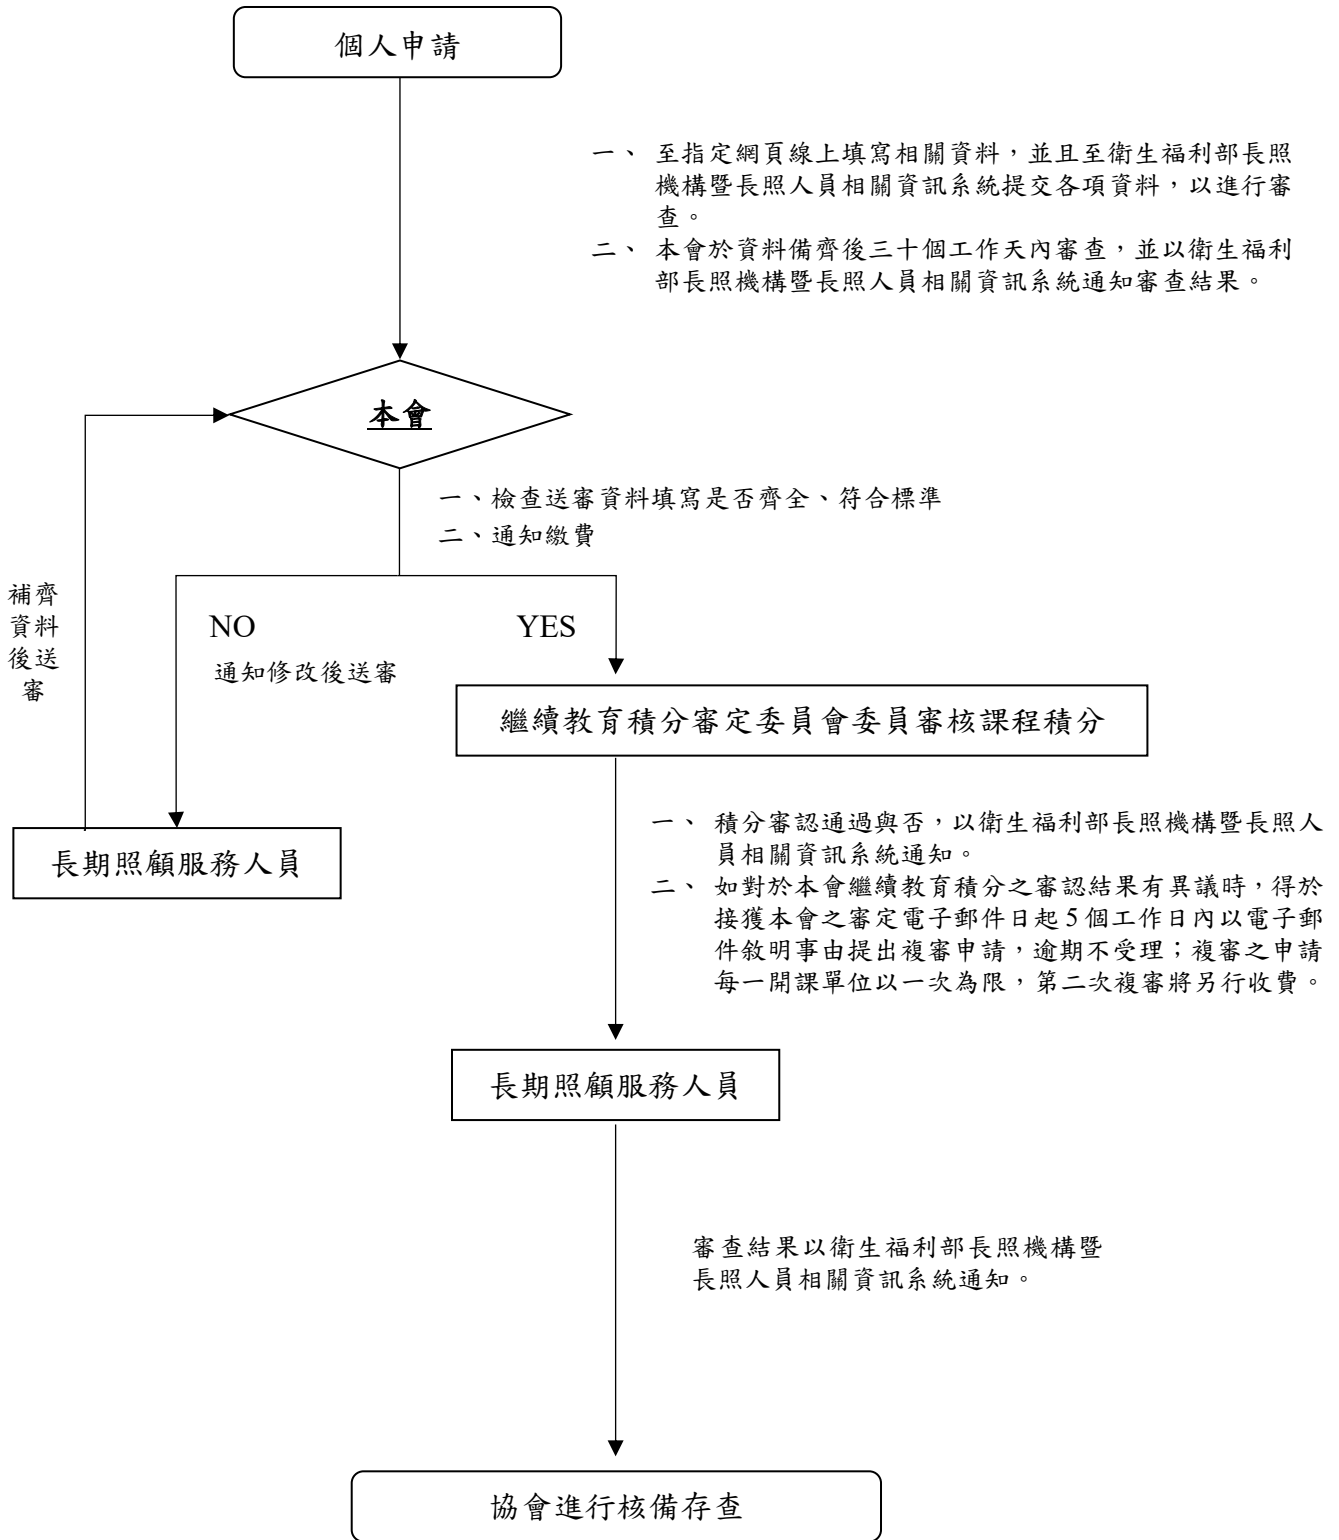 個人申請
一、 至指定網頁線上填寫相關資料，並且至衛生福利部長照
機構暨長照人員相關資訊系統提交各項資料，以進行審
查。
二、 本會於資料備齊後三十個工作天內審查，並以衛生福利
部長照機構暨長照人員相關資訊系統通知審查結果。
本會
一、檢查送審資料填寫是否齊全、符合標準
二、通知繳費
補齊
資料
後送
審
NO
YES
通知修改後送審
繼續教育積分審定委員會委員審核課程積分
長期照顧服務人員
一、 積分審認通過與否，以衛生福利部長照機構暨長照人
員相關資訊系統通知。
二、 如對於本會繼續教育積分之審認結果有異議時，得於
接獲本會之審定電子郵件日起 5 個工作日內以電子郵
件敘明事由提出複審申請，逾期不受理；複審之申請
每一開課單位以一次為限，第二次複審將另行收費。
長期照顧服務人員
審查結果以衛生福利部長照機構暨
長照人員相關資訊系統通知。
協會進行核備存查